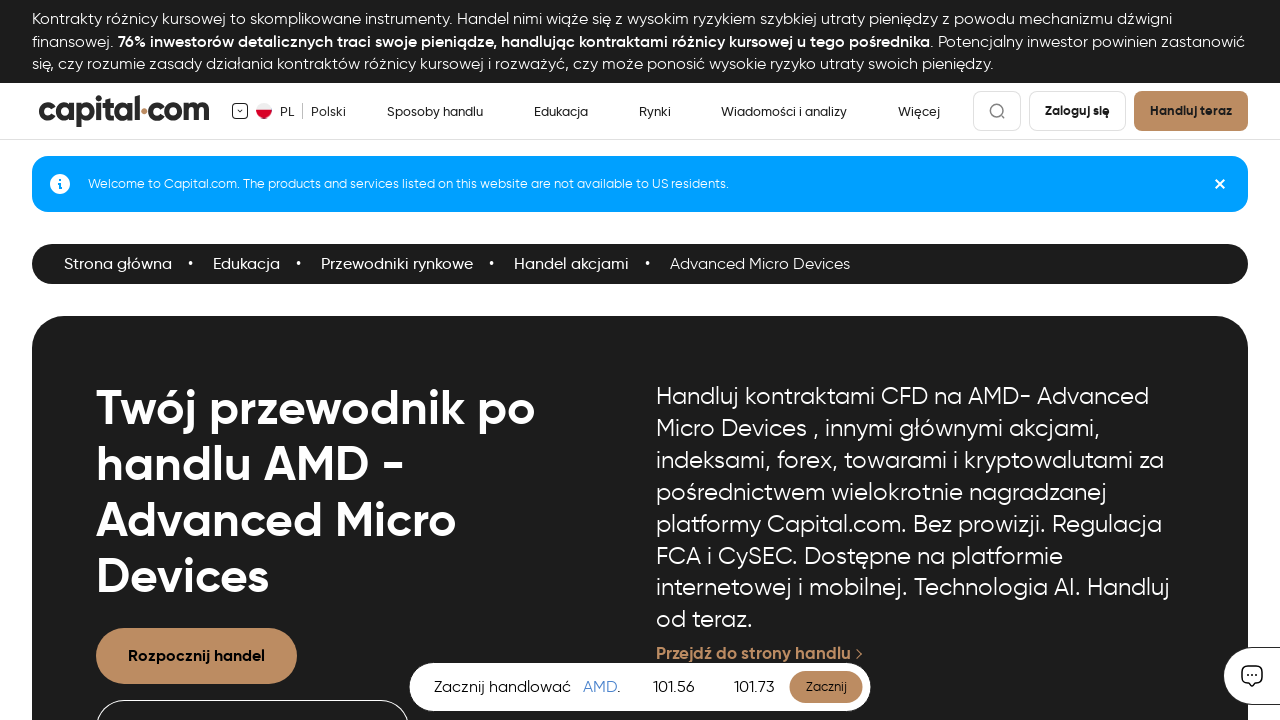 Kontrakty różnicy kursowej to skomplikowane instrumenty. Handel nimi wiąże się z wysokim ryzykiem szybkiej utraty pieniędzy z powodu mechanizmu dźwigni
finansowej. 76% inwestorów detalicznych traci swoje pieniądze, handlując kontraktami różnicy kursowej u tego pośrednika. Potencjalny inwestor powinien zastanowić
się, czy rozumie zasady działania kontraktów różnicy kursowej i rozważyć, czy może ponosić wysokie ryzyko utraty swoich pieniędzy.
capital.com PL Polski Sposoby handlu Edukacja Rynki Wiadomości i analizy Więcej Zaloguj się Handluj teraz
Welcome to Capital.com. The products and services listed on this website are not available to US residents.
Strona główna • Edukacja • Przewodniki rynkowe • Handel akcjami • Advanced Micro Devices
Twój przewodnik po
handlu AMD -
Advanced Micro
Devices
Rozpocznij handel
Handluj kontraktami CFD na AMD- Advanced
Micro Devices , innymi głównymi akcjami,
indeksami, forex, towarami i kryptowalutami za
pośrednictwem wielokrotnie nagradzanej
platformy Capital.com. Bez prowizji. Regulacja
FCA i CySEC. Dostępne na platformie
internetowej i mobilnej. Technologia AI. Handluj
od teraz.
Przejdź do strony handlu
Zacznij handlować AMD. 101.56 101.73 Zacznij